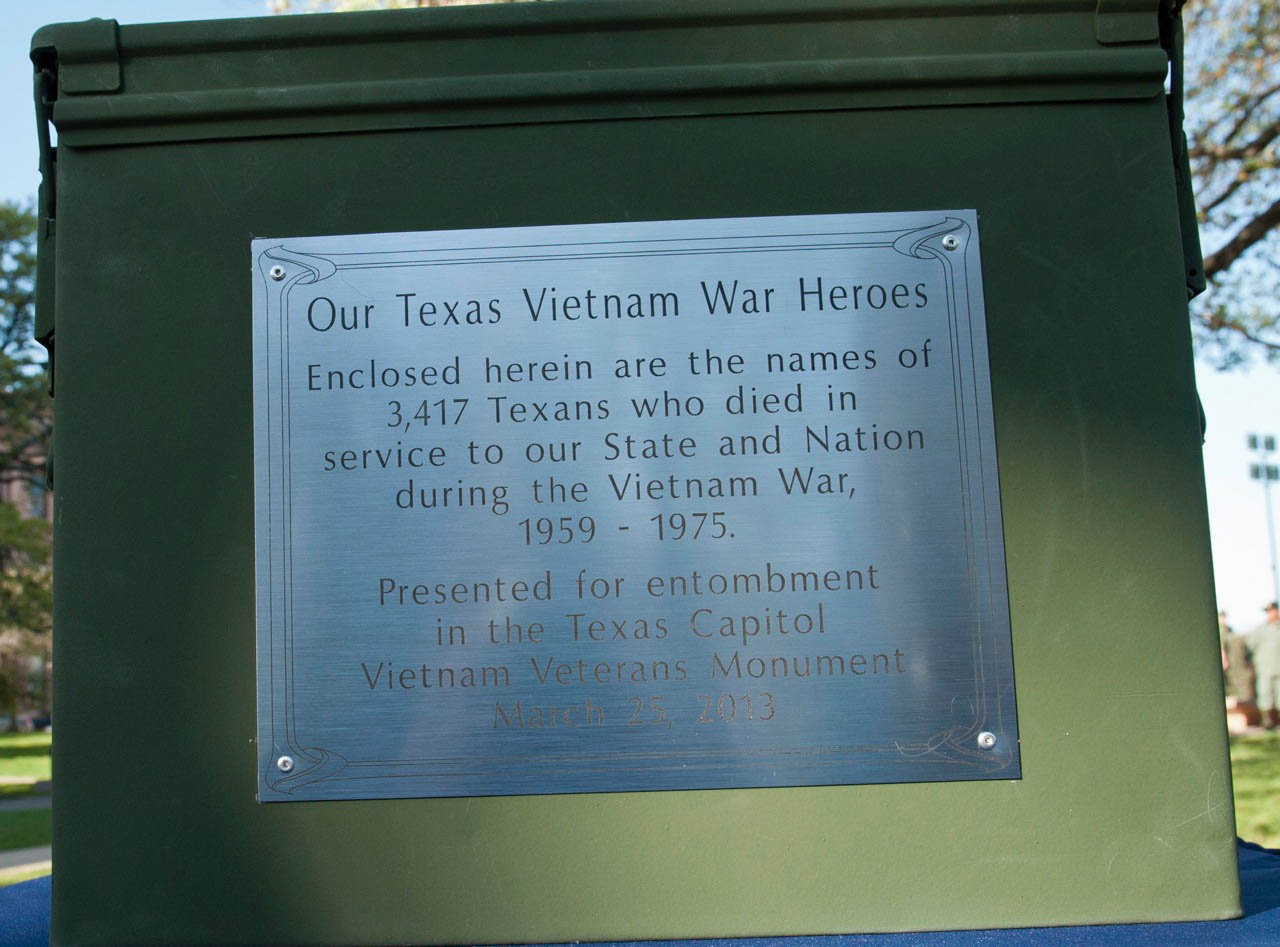 Our Texas Vietnam War Heroes
Enclosed herein are the names of
3,417 Texans who died in
service to our State and Nation
during the Vietnam War,
1959 - 1975.
Presented for entombment
in the Texas Capitol
Vietnam Veterans Monument
March 25, 2013